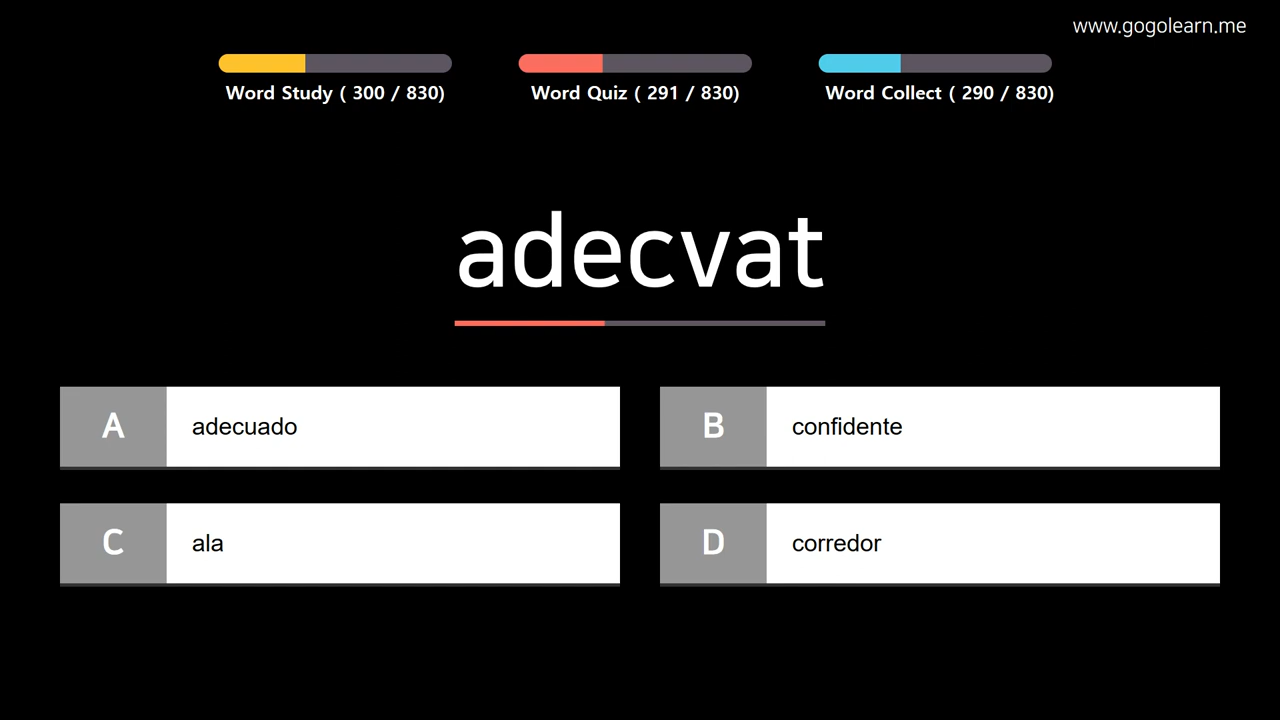 www.gogolearn.me
Word Study ( 300 / 830)
Word Quiz ( 291 / 830)
Word Collect ( 290 / 830)
adecvat
A adecuado
B confidente
C ala
D corredor